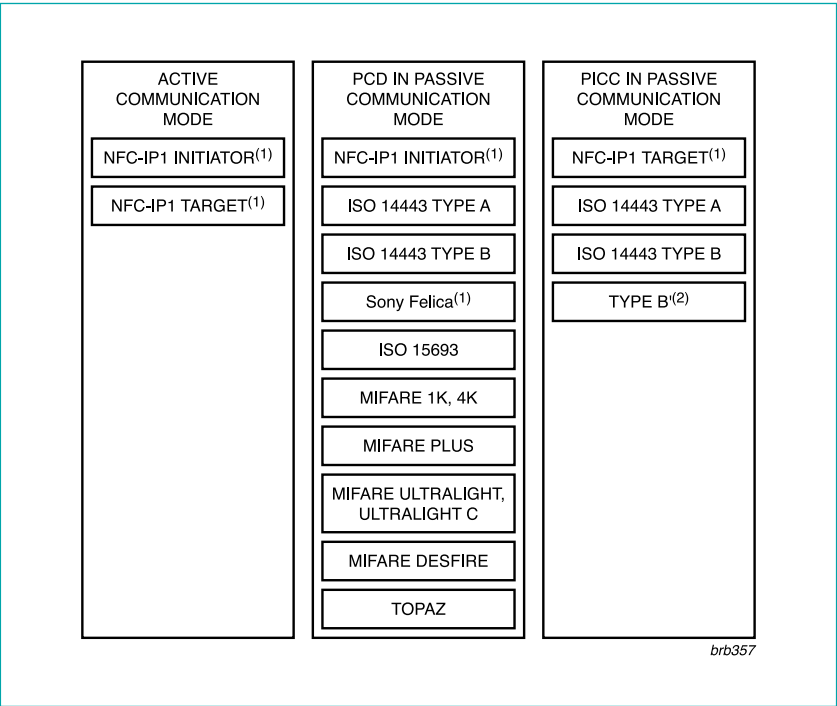 ACTIVE
COMMUNICATION
MODE
NFC-IP1 INITIATOR(1)
NFC-IP1 TARGET(1)
PCD IN PASSIVE
COMMUNICATION
MODE
NFC-IP1 INITIATOR(1)
ISO 14443 TYPE A
ISO 14443 TYPE B
Sony Felica(1)
ISO 15693
MIFARE 1K, 4K
MIFARE PLUS
MIFARE ULTRALIGHT,
ULTRALIGHT C
MIFARE DESFIRE
TOPAZ
PICC IN PASSIVE
COMMUNICATION
MODE
NFC-IP1 TARGET(1)
ISO 14443 TYPE A
ISO 14443 TYPE B
TYPE B'(2)
brb357